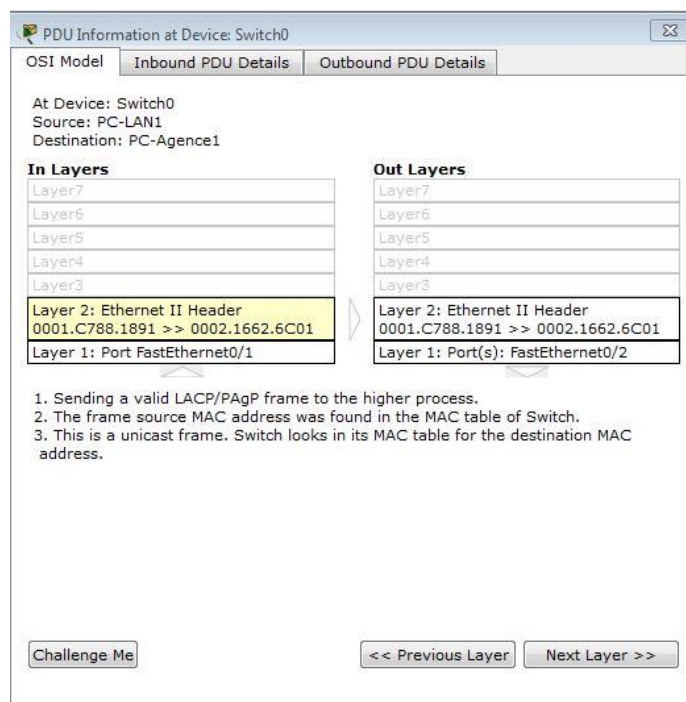 PDU Information at Device: Switch0
OSI Model
Inbound PDU Details
Outbound PDU Details
At Device: Switch0
Source: PC-LAN1
Destination: PC-Agence1
In Layers
Layer7
Layer6
Layer5
Layer4
Layer3
Layer 2: Ethernet II Header
0001.C788.1891 >> 0002.1662.6C01
Layer 1: Port FastEthernet0/1
Out Layers
Layer7
Layer6
Layer5
Layer4
Layer3
Layer 2: Ethernet II Header
0001.C788.1891 >> 0002.1662.6C01
Layer 1: Port(s): FastEthernet0/2
1. Sending a valid LACP/PAgP frame to the higher process.
2. The frame source MAC address was found in the MAC table of Switch.
3. This is a unicast frame. Switch looks in its MAC table for the destination MAC
address.
Challenge Me
<< Previous Layer
Next Layer >>